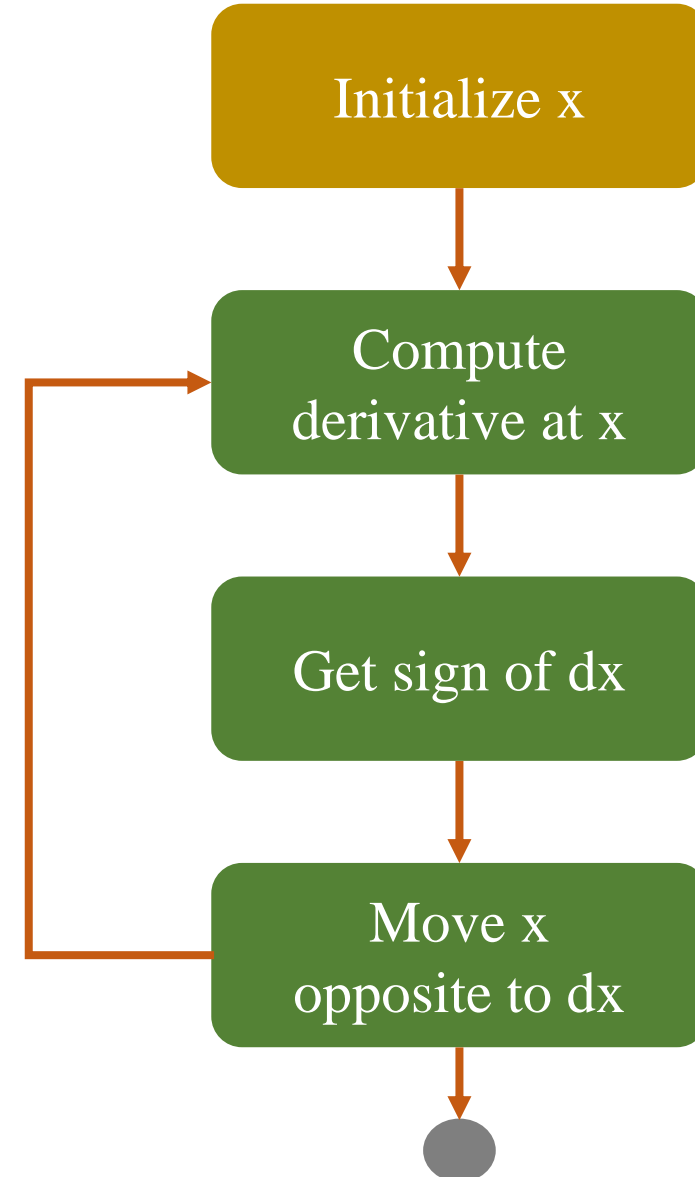 Initialize x
Compute
derivative at x
Get sign of dx
Move x
opposite to dx